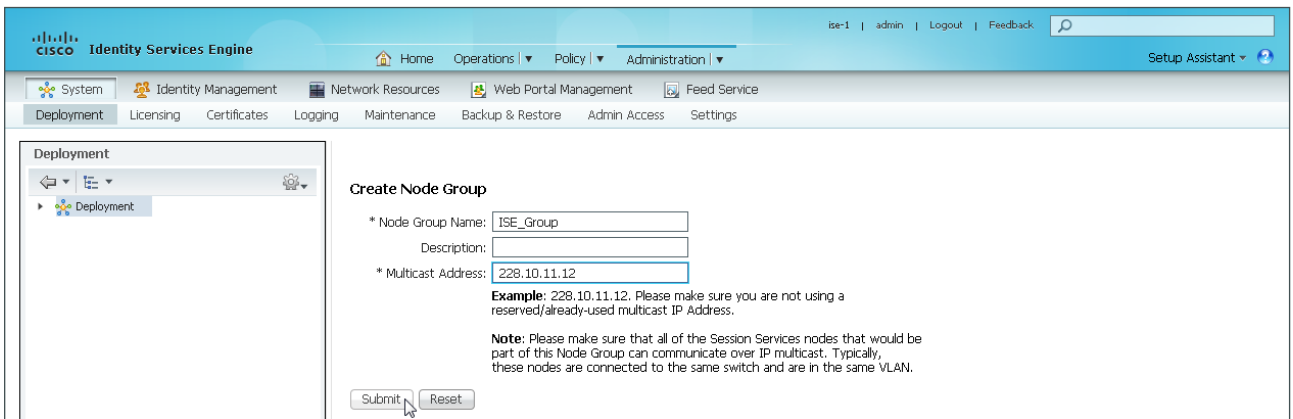 ise-1 | admin | Logout | Feedback
CISCO Identity Services Engine
Home Operations | ▼ Policy | ▼ Administration | ▼ Setup Assistant ▼
System Identity Management Network Resources Web Portal Management Feed Service
Deployment Licensing Certificates Logging Maintenance Backup & Restore Admin Access Settings
Deployment
Deployment
Create Node Group
* Node Group Name: ISE_Group
Description:
* Multicast Address: 228.10.11.12
Example: 228.10.11.12. Please make sure you are not using a
reserved/already-used multicast IP Address.
Note: Please make sure that all of the Session Services nodes that would be
part of this Node Group can communicate over IP multicast. Typically,
these nodes are connected to the same switch and are in the same VLAN.
Submit Reset